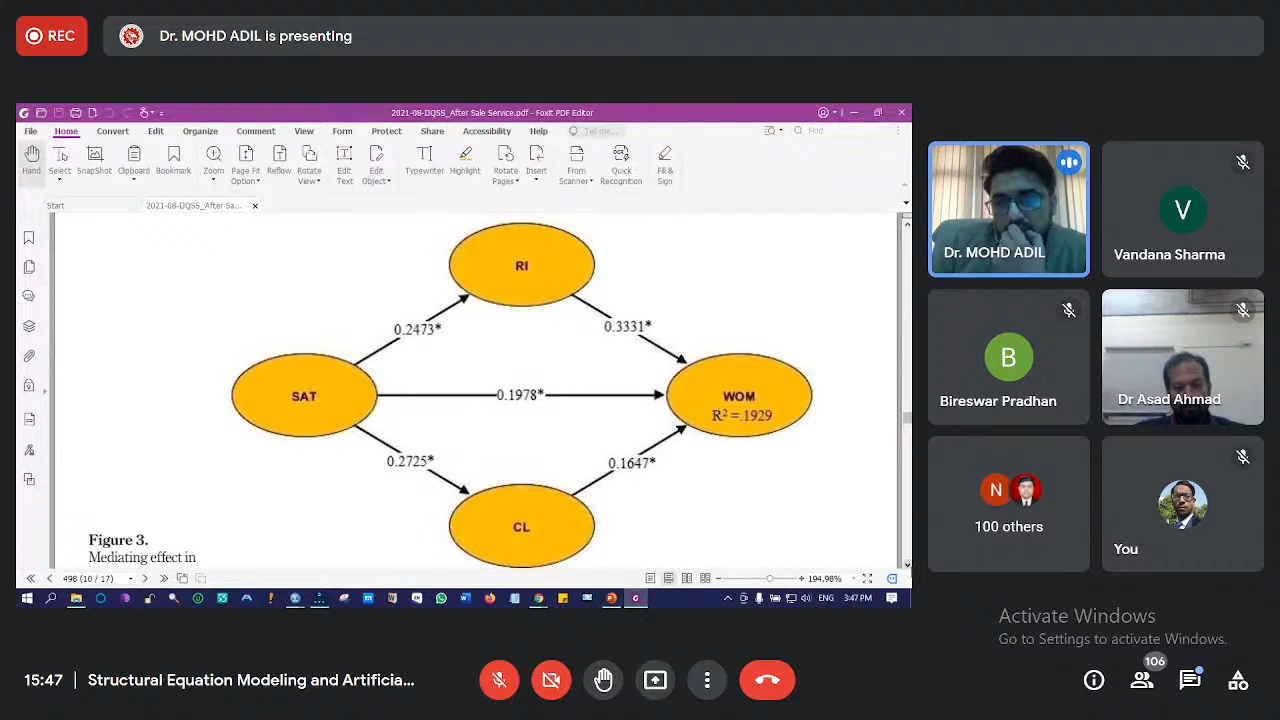 REC
Dr. MOHD ADIL is presenting
2021-08-IJQSS_After Sale Service.pdf - Foxit PDF Editor
File Home Convert Edit Organize Comment View Form Protect Share Accessibility Help Tell me... Find
Hand Select SnapShot Clipboard Bookmark Zoom Page Fit Option Reflow Rotate View Edit Text Edit Object Typewriter Highlight Rotate Pages Insert From Scanner Quick Recognition Fill & Sign
Start 2021-08-IJQSS_After Sa...
RI
0.2473*
0.3331*
SAT
0.1978*
WOM
R² = .1929
0.2725*
0.1647*
CL
Figure 3.
Mediating effect in
498 (10 / 17)
194.98%
ENG 3:47 PM
Dr. MOHD ADIL
V
Vandana Sharma
B
Bireswar Pradhan
Dr Asad Ahmad
N
100 others
You
Activate Windows
Go to Settings to activate Windows.
15:47 | Structural Equation Modeling and Artificia...
106